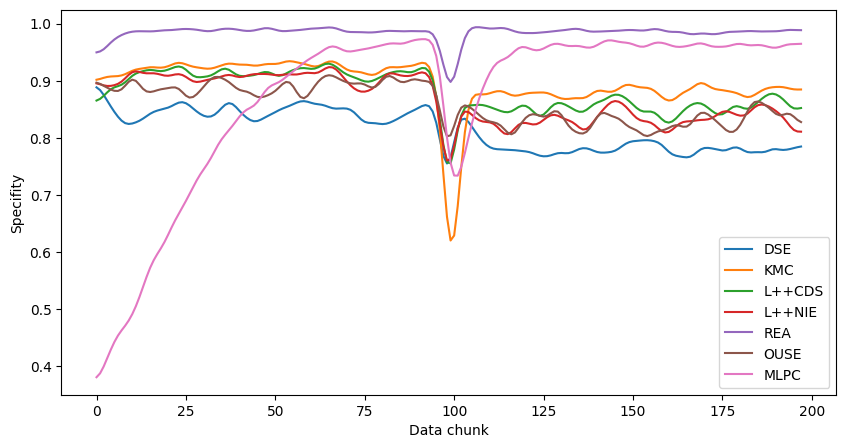 1.0
0.9
0.8
0.7
0.6
0.5
0.4
Specifity
0
25
50
75
100
125
150
175
200
Data chunk
DSE
KMC
L++CDS
L++NIE
REA
OUSE
MLPC